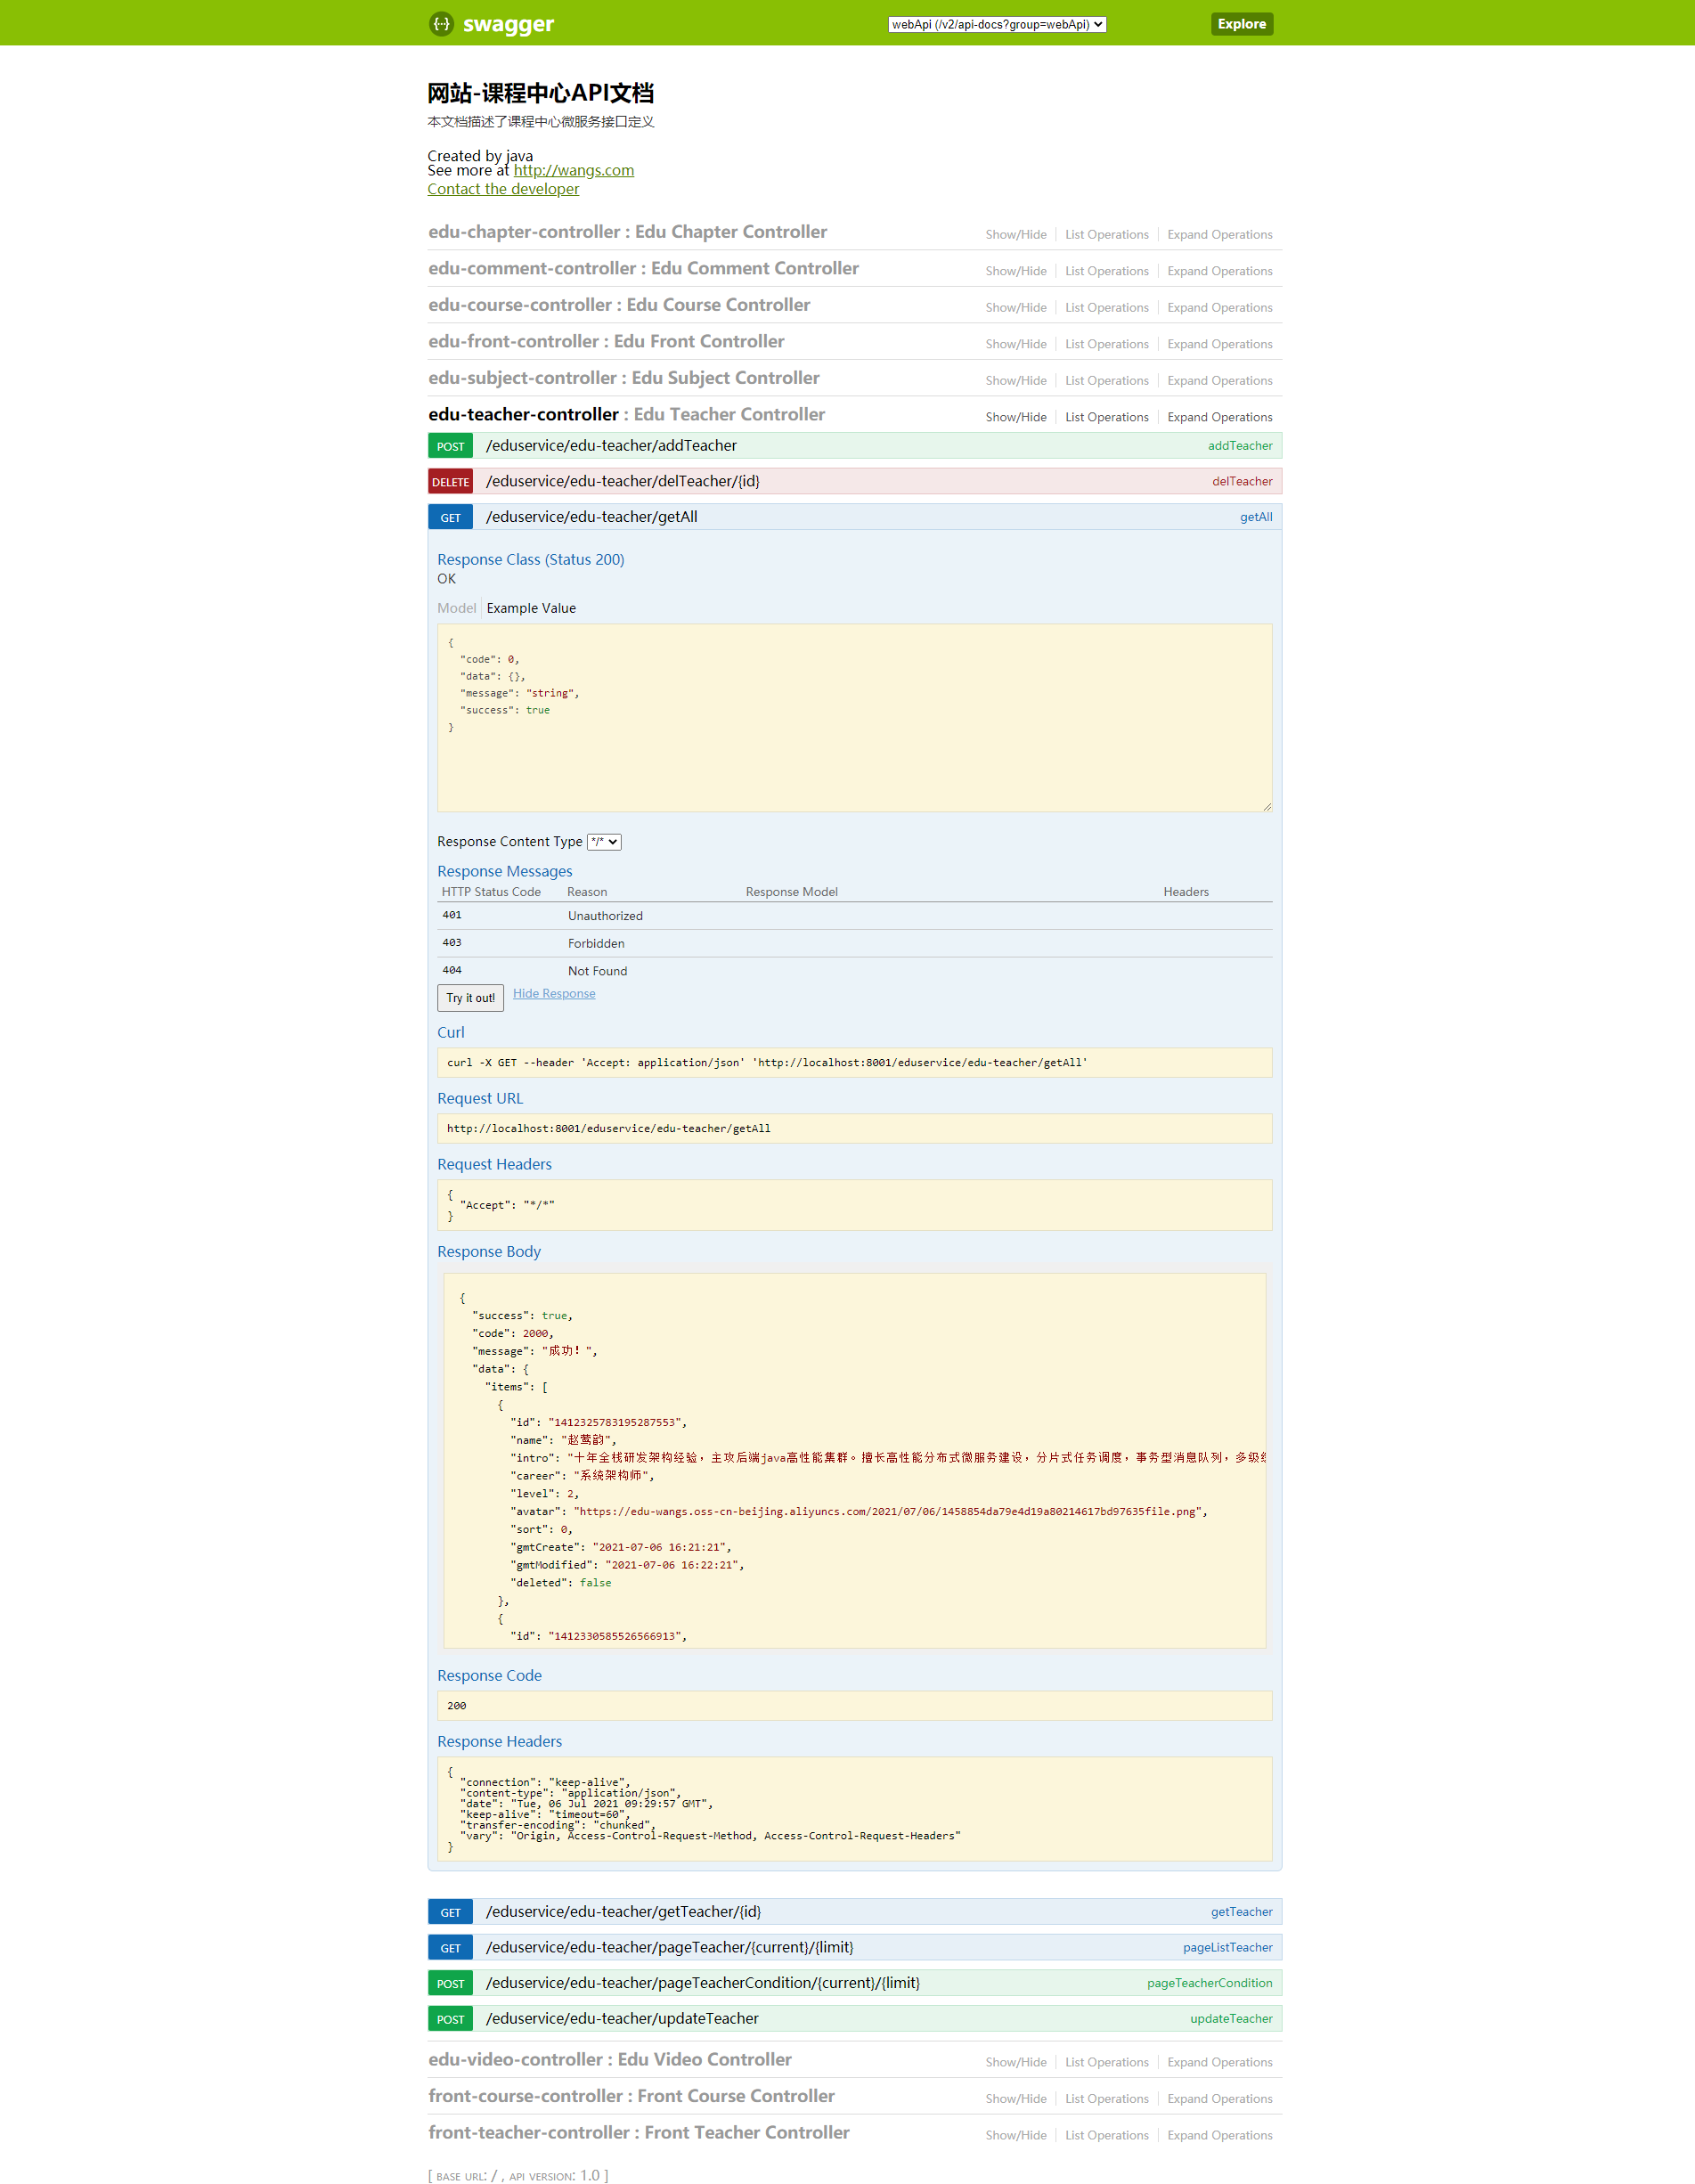 {···} swagger webApi (/v2/api-docs?group=webApi) Explore
网站-课程中心API文档
本文档描述了课程中心微服务接口定义
Created by java
See more at http://wangs.com
Contact the developer
edu-chapter-controller : Edu Chapter Controller Show/Hide List Operations Expand Operations
edu-comment-controller : Edu Comment Controller Show/Hide List Operations Expand Operations
edu-course-controller : Edu Course Controller Show/Hide List Operations Expand Operations
edu-front-controller : Edu Front Controller Show/Hide List Operations Expand Operations
edu-subject-controller : Edu Subject Controller Show/Hide List Operations Expand Operations
edu-teacher-controller : Edu Teacher Controller Show/Hide List Operations Expand Operations
POST /eduservice/edu-teacher/addTeacher addTeacher
DELETE /eduservice/edu-teacher/delTeacher/{id} delTeacher
GET /eduservice/edu-teacher/getAll getAll
Response Class (Status 200)
OK
Model Example Value
{
"code": 0,
"data": {},
"message": "string",
"success": true
}
Response Content Type */*
Response Messages
HTTP Status Code Reason Response Model Headers
401 Unauthorized
403 Forbidden
404 Not Found
Try it out! Hide Response
Curl
curl -X GET --header 'Accept: application/json' 'http://localhost:8001/eduservice/edu-teacher/getAll'
Request URL
http://localhost:8001/eduservice/edu-teacher/getAll
Request Headers
{
"Accept": "*/*"
}
Response Body
{
"success": true,
"code": 2000,
"message": "成功！",
"data": {
"items": [
{
"id": "1412325783195287553",
"name": "赵莺韵",
"intro": "十年全栈研发架构经验，主攻后端java高性能集群。擅长高性能分布式微服务建设，分片式任务调度，事务型消息队列，多级
"career": "系统架构师",
"level": 2,
"avatar": "https://edu-wangs.oss-cn-beijing.aliyuncs.com/2021/07/06/1458854da79e4d19a80214617bd97635file.png",
"sort": 0,
"gmtCreate": "2021-07-06 16:21:21",
"gmtModified": "2021-07-06 16:22:21",
"deleted": false
},
{
"id": "1412330585526566913",
Response Code
200
Response Headers
{
"connection": "keep-alive",
"content-type": "application/json",
"date": "Tue, 06 Jul 2021 09:29:57 GMT",
"keep-alive": "timeout=60",
"transfer-encoding": "chunked",
"vary": "Origin, Access-Control-Request-Method, Access-Control-Request-Headers"
}
GET /eduservice/edu-teacher/getTeacher/{id} getTeacher
GET /eduservice/edu-teacher/pageTeacher/{current}/{limit} pageListTeacher
POST /eduservice/edu-teacher/pageTeacherCondition/{current}/{limit} pageTeacherCondition
POST /eduservice/edu-teacher/updateTeacher updateTeacher
edu-video-controller : Edu Video Controller Show/Hide List Operations Expand Operations
front-course-controller : Front Course Controller Show/Hide List Operations Expand Operations
front-teacher-controller : Front Teacher Controller Show/Hide List Operations Expand Operations
[ BASE URL: / , API VERSION: 1.0 ]